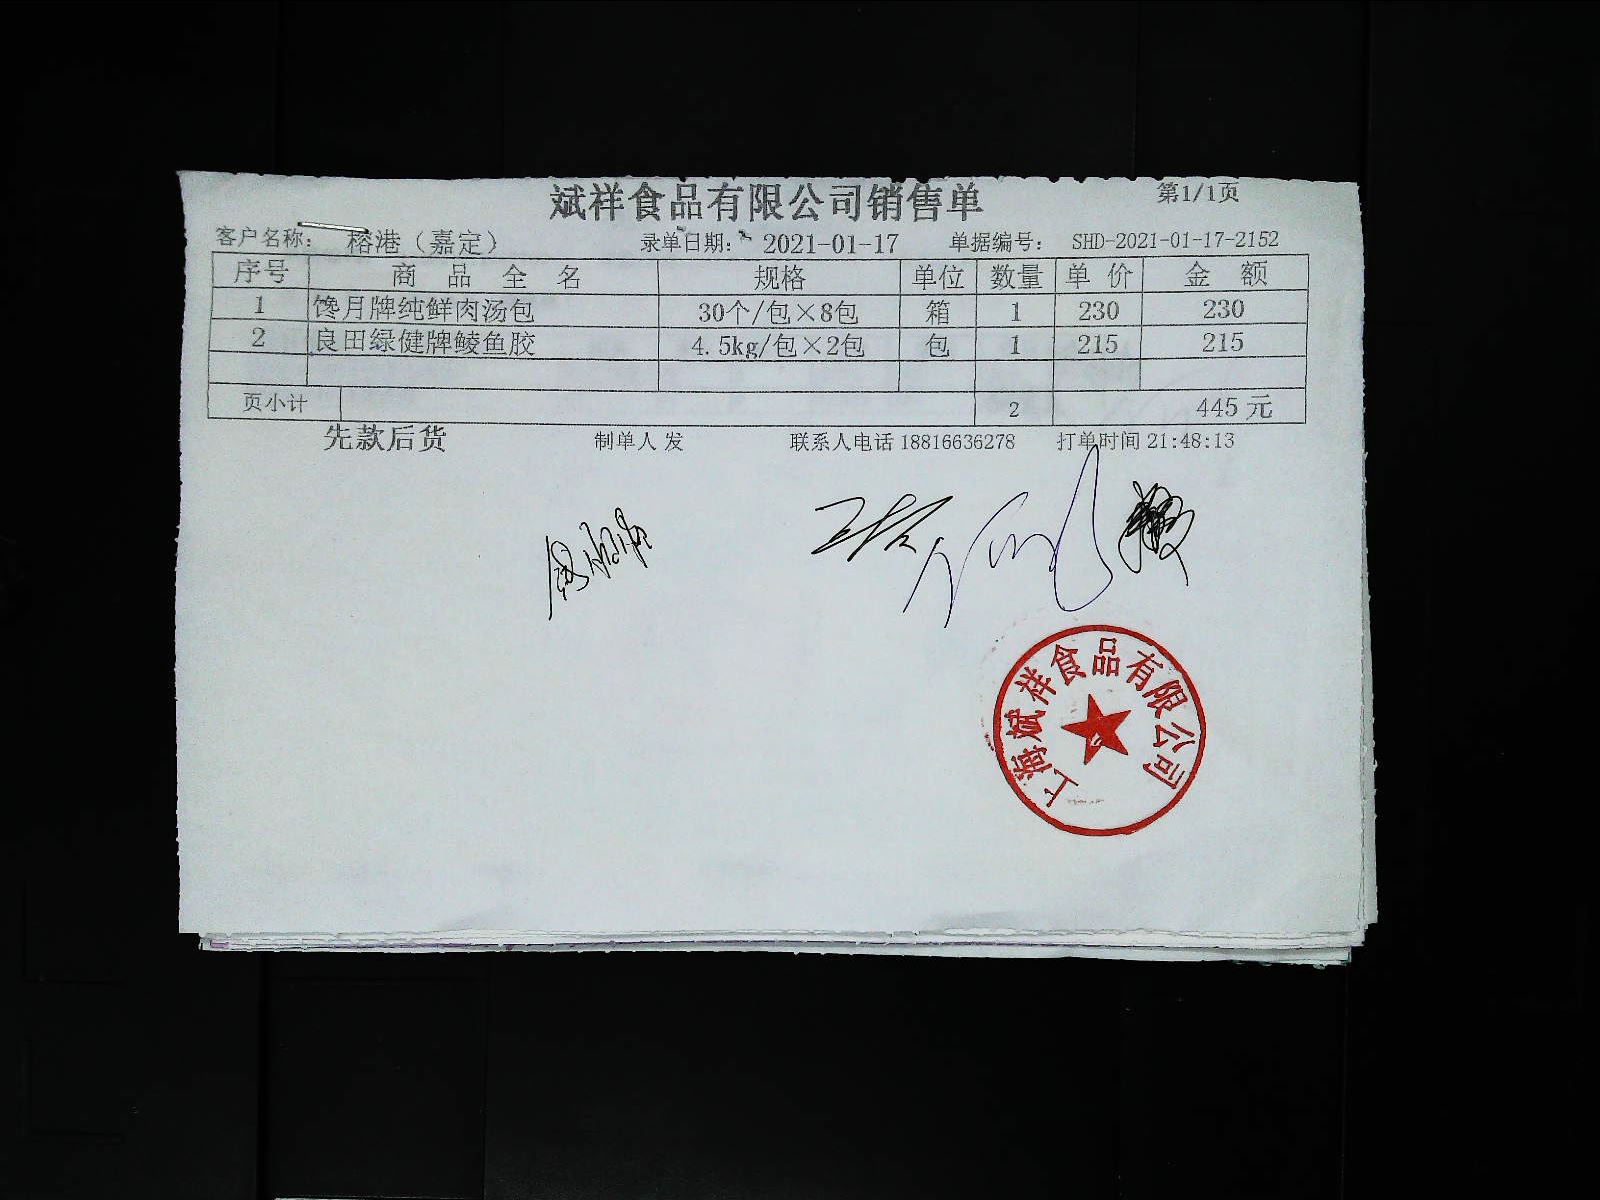 斌祥食品有限公司销售单 第1/1页
客户名称： 榕港（嘉定） 录单日期： 2021-01-17 单据编号： SHD-2021-01-17-2152
序号 商品全名 规格 单位 数量 单价 金额
1 馋月牌纯鲜肉汤包 30个/包×8包 箱 1 230 230
2 良田绿健牌鲮鱼胶 4.5kg/包×2包 包 1 215 215
页小计 2 445元
先款后货 制单人 发 联系人电话 18816636278 打单时间 21:48:13
上海斌祥食品有限公司